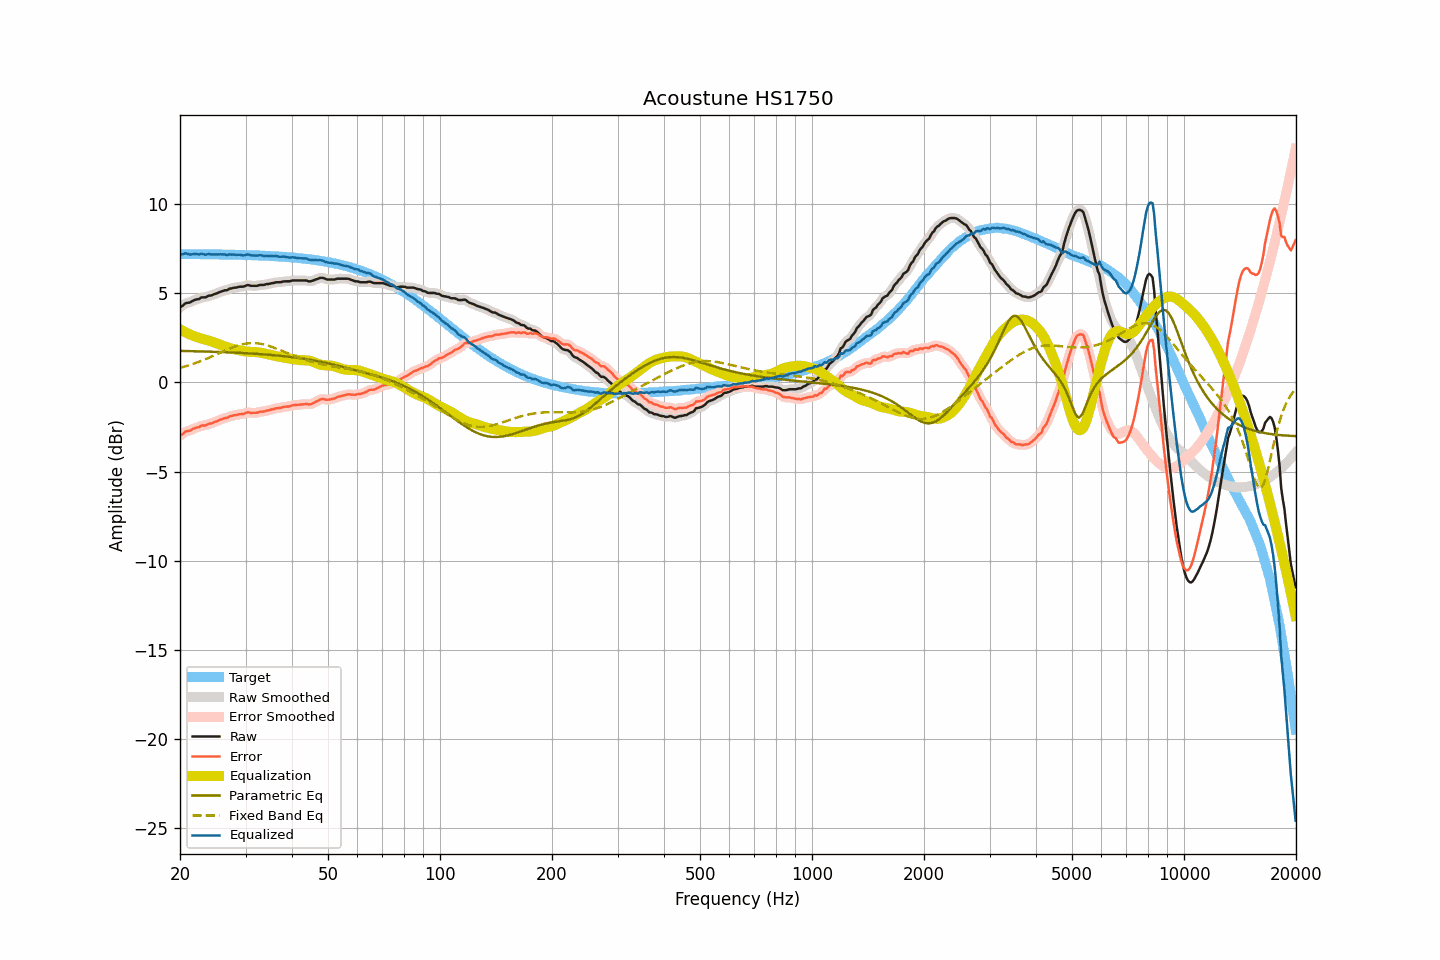 Acoustune HS1750
10
5
0
−5
−10
−15
−20
−25
Amplitude (dBr)
Target
Raw Smoothed
Error Smoothed
Raw
Error
Equalization
Parametric Eq
Fixed Band Eq
Equalized
20 50 100 200 500 1000 2000 5000 10000 20000
Frequency (Hz)